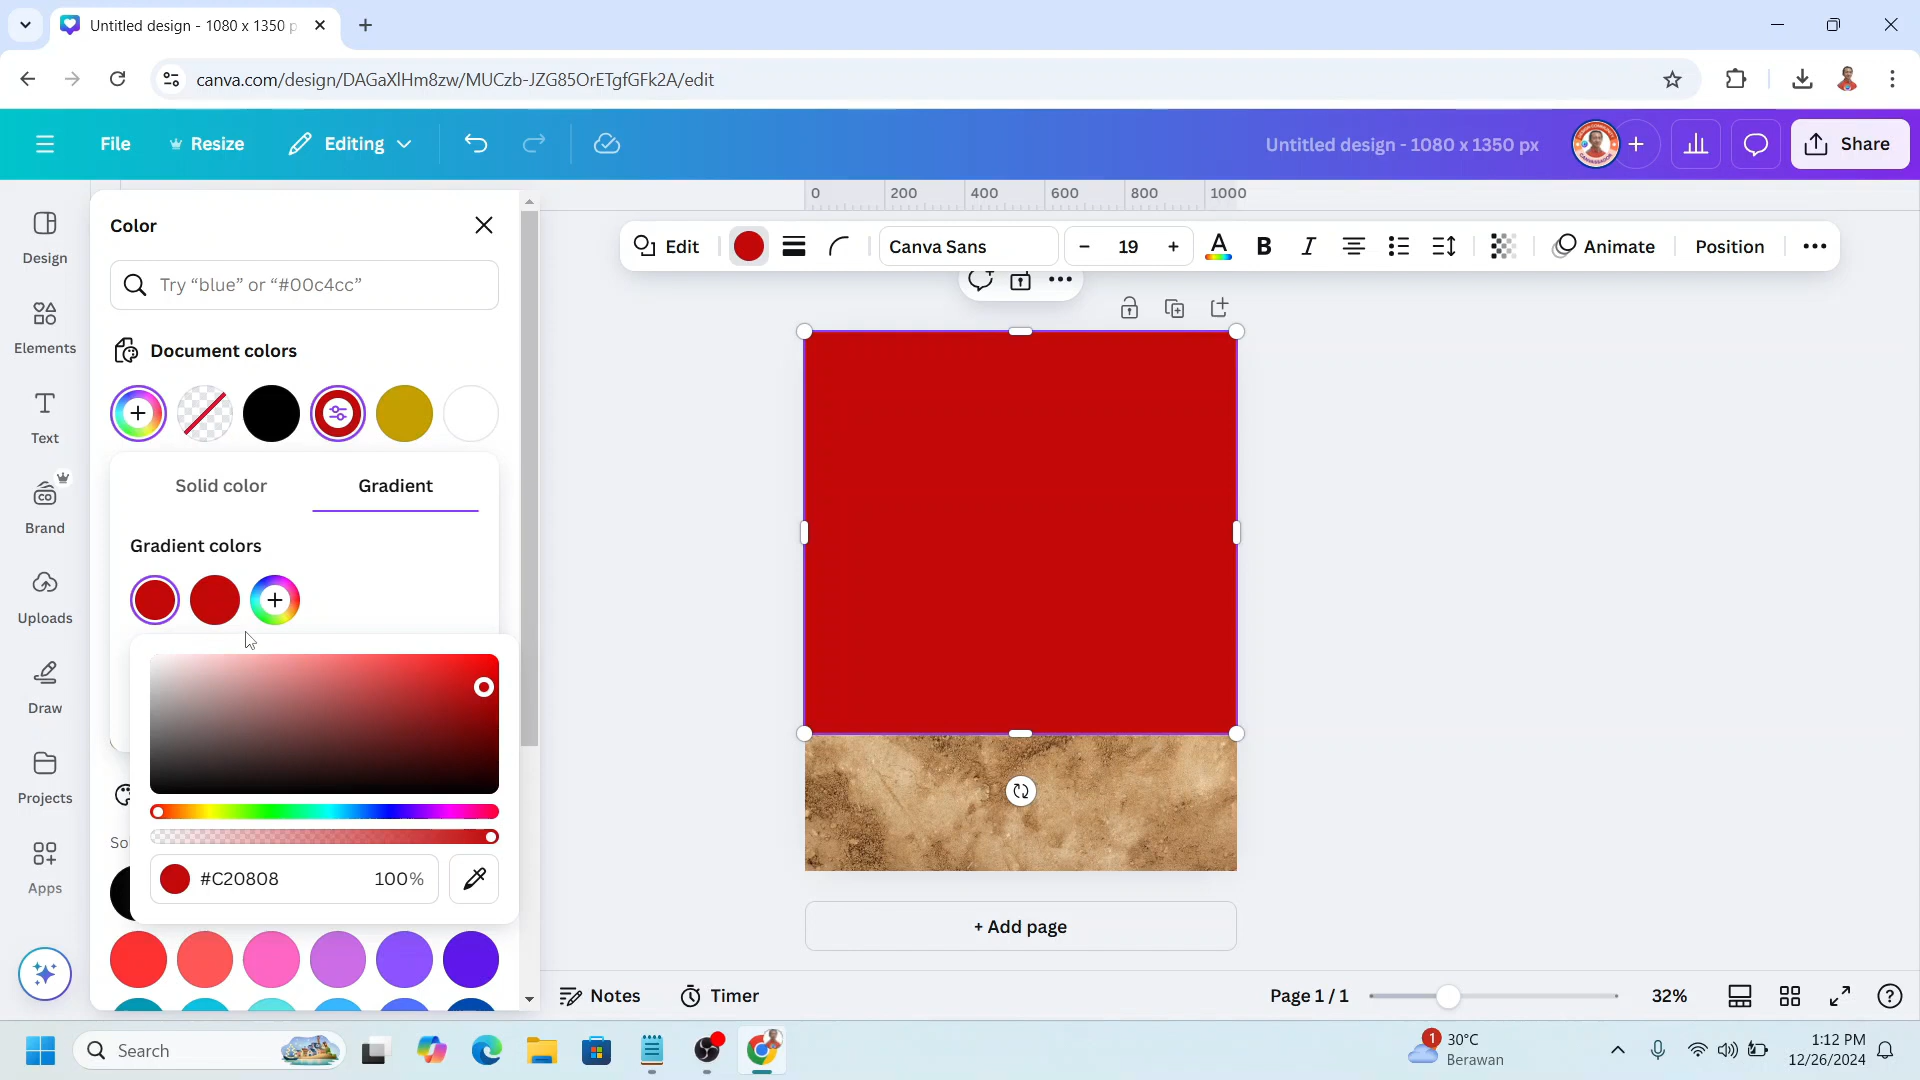 Untitled design - 1080 x 1350 p
canva.com/design/DAGaXlHm8zw/MUCzb-JZG85OrETgfGFk2A/edit
File
Resize
Editing
Untitled design - 1080 x 1350 px
Share
0 200 400 600 800 1000
Design
Elements
Text
Brand
Uploads
Draw
Projects
Apps
Color
Try “blue” or “#00c4cc”
Document colors
Solid color
Gradient
Gradient colors
So
#C20808 100%
Edit
Canva Sans
– 19 +
A
B
I
Animate
Position
+ Add page
Notes
Timer
Page 1 / 1
32%
Search
1
30°C
Berawan
1:12 PM
12/26/2024